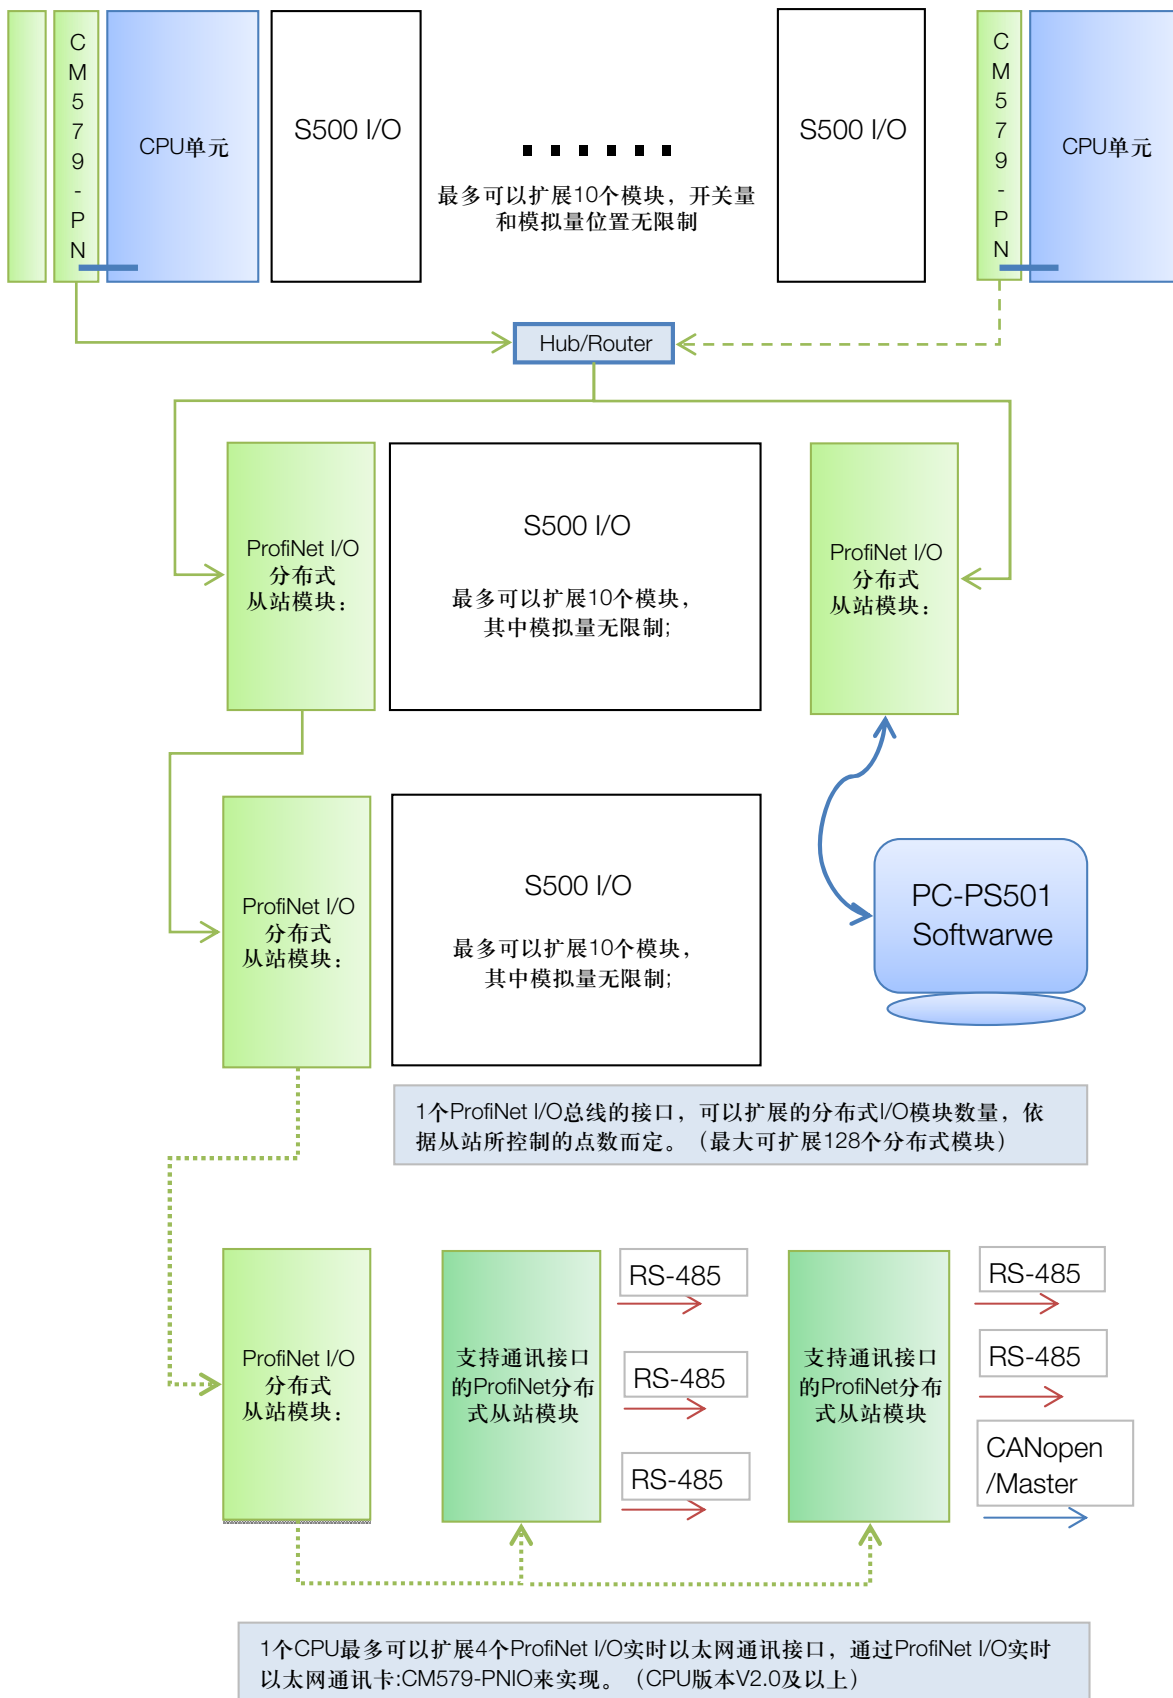 CM579-PN
CPU单元
S500 I/O
最多可以扩展10个模块，开关量
和模拟量位置无限制
S500 I/O
CM579-PN
CPU单元
Hub/Router
ProfiNet I/O
分布式
从站模块：
S500 I/O
最多可以扩展10个模块，
其中模拟量无限制;
ProfiNet I/O
分布式
从站模块：
ProfiNet I/O
分布式
从站模块：
S500 I/O
最多可以扩展10个模块，
其中模拟量无限制;
PC-PS501
Softwarwe
1个ProfiNet I/O总线的接口，可以扩展的分布式I/O模块数量，依
据从站所控制的点数而定。（最大可扩展128个分布式模块）
ProfiNet I/O
分布式
从站模块：
支持通讯接口
的ProfiNet分布
式从站模块
RS-485
RS-485
RS-485
支持通讯接口
的ProfiNet分布
式从站模块
RS-485
RS-485
CANopen
/Master
1个CPU最多可以扩展4个ProfiNet I/O实时以太网通讯接口，通过ProfiNet I/O实时
以太网通讯卡:CM579-PNIO来实现。（CPU版本V2.0及以上）